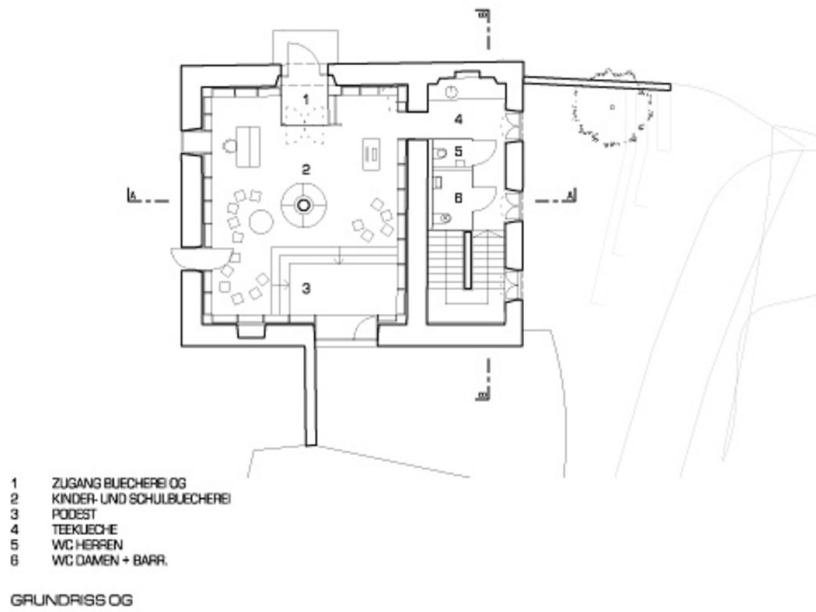 B
1
4
5
2
6
A
A
3
B
1 ZUGANG BUECHEREI OG
2 KINDER- UND SCHULBUECHEREI
3 PODEST
4 TEEKUECHE
5 WC HERREN
6 WC DAMEN + BARR.
GRUNDRISS OG